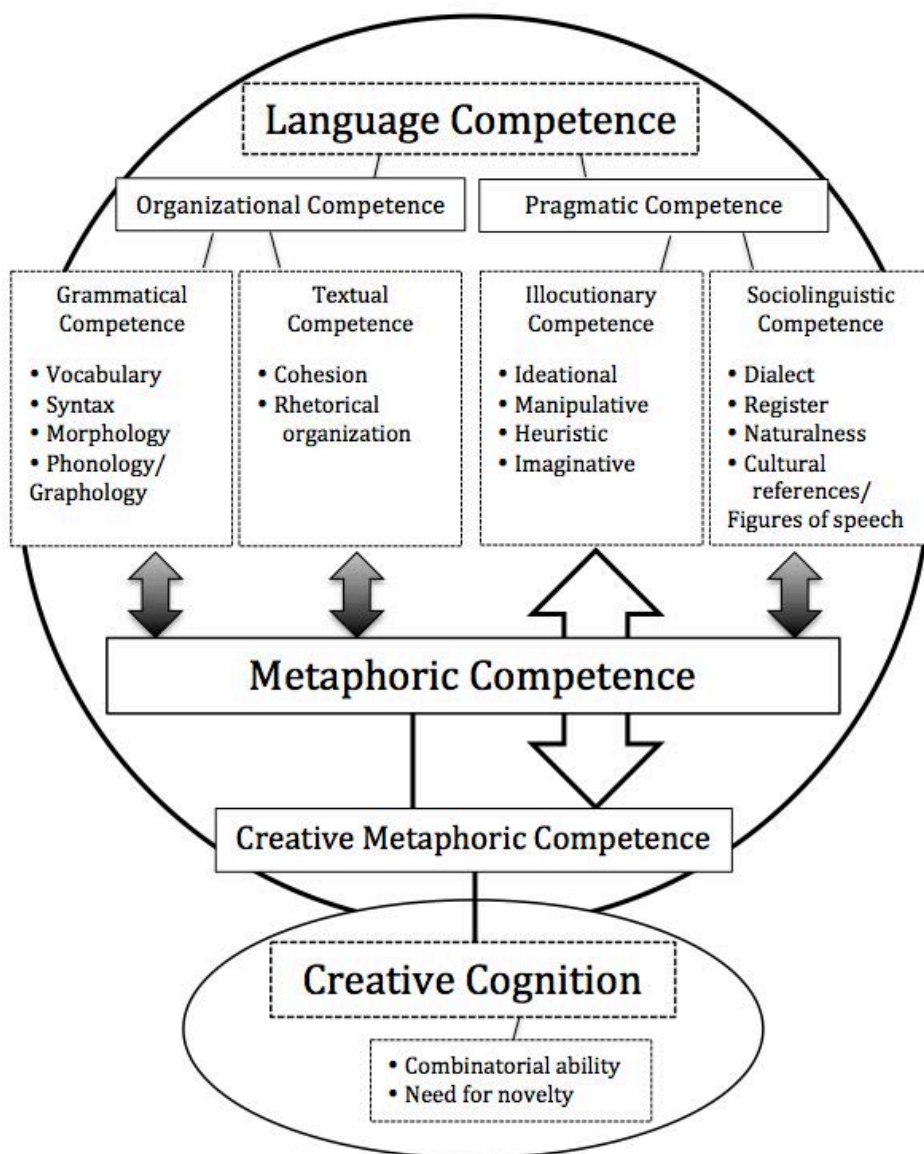 Language Competence
Organizational Competence
Pragmatic Competence
Grammatical
Competence
• Vocabulary
• Syntax
• Morphology
• Phonology/
Graphology
Textual
Competence
• Cohesion
• Rhetorical
organization
Illocutionary
Competence
• Ideational
• Manipulative
• Heuristic
• Imaginative
Sociolinguistic
Competence
• Dialect
• Register
• Naturalness
• Cultural
references/
Figures of speech
Metaphoric Competence
Creative Metaphoric Competence
Creative Cognition
• Combinatorial ability
• Need for novelty